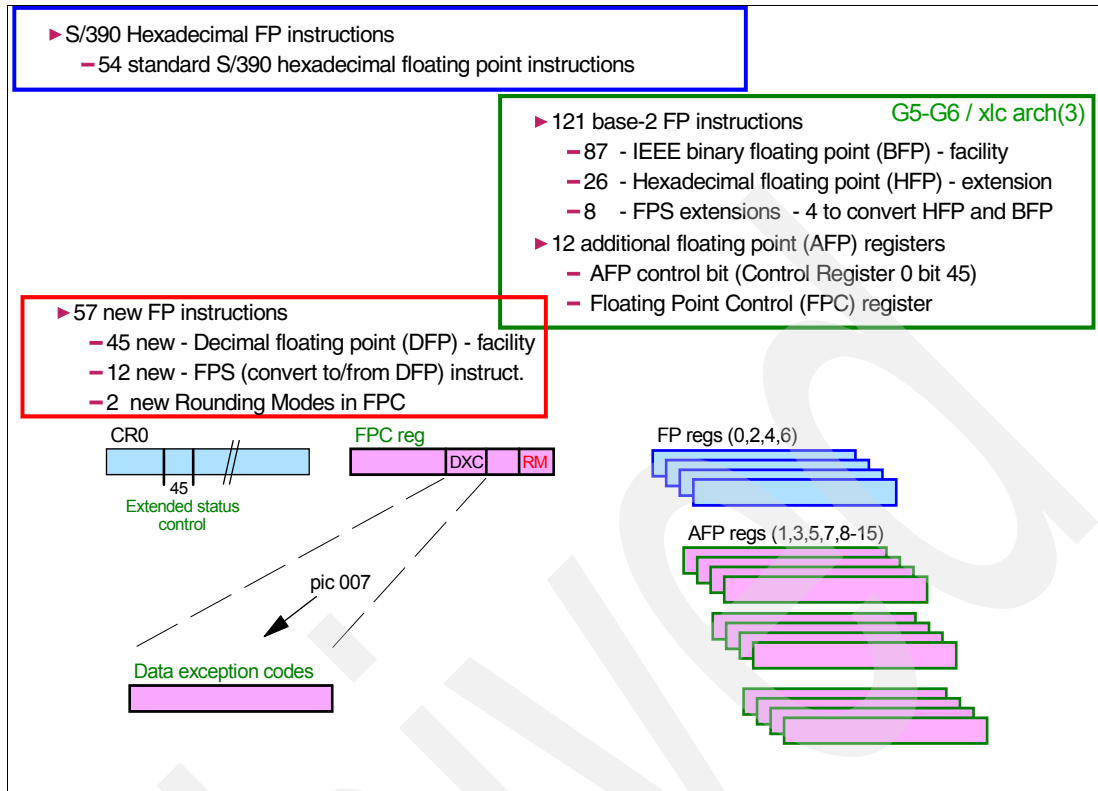 ►S/390 Hexadecimal FP instructions
–54 standard S/390 hexadecimal floating point instructions
G5-G6 / xlc arch(3)
►121 base-2 FP instructions
–87 - IEEE binary floating point (BFP) - facility
–26 - Hexadecimal floating point (HFP) - extension
–8 - FPS extensions - 4 to convert HFP and BFP
►12 additional floating point (AFP) registers
– AFP control bit (Control Register 0 bit 45)
– Floating Point Control (FPC) register
►57 new FP instructions
–45 new - Decimal floating point (DFP) - facility
–12 new - FPS (convert to/from DFP) instruct.
–2 new Rounding Modes in FPC
CR0
45
Extended status
control
FPC reg
DXC
RM
FP regs (0,2,4,6)
AFP regs (1,3,5,7,8-15)
pic 007
Data exception codes